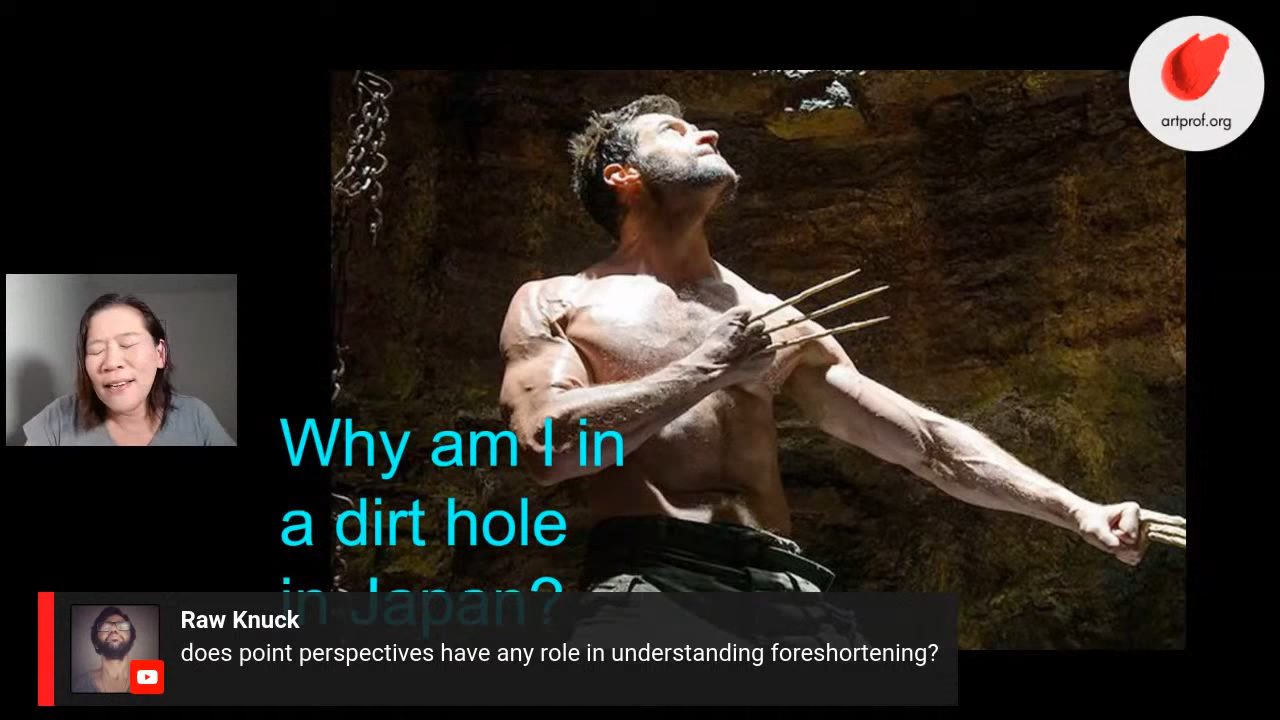 artprof.org
Why am I in
a dirt hole
in Japan?
Raw Knuck
does point perspectives have any role in understanding foreshortening?